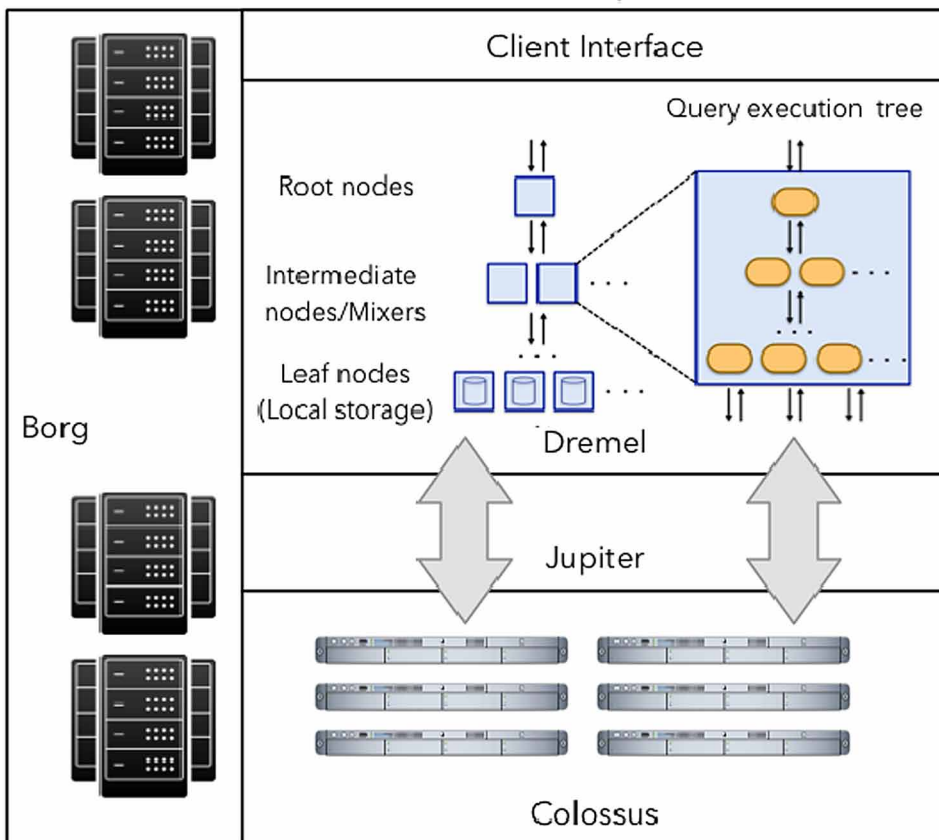 Client Interface
Query execution tree
Root nodes
Intermediate
nodes/Mixers
Leaf nodes
(Local storage)
Borg
Dremel
Jupiter
Colossus